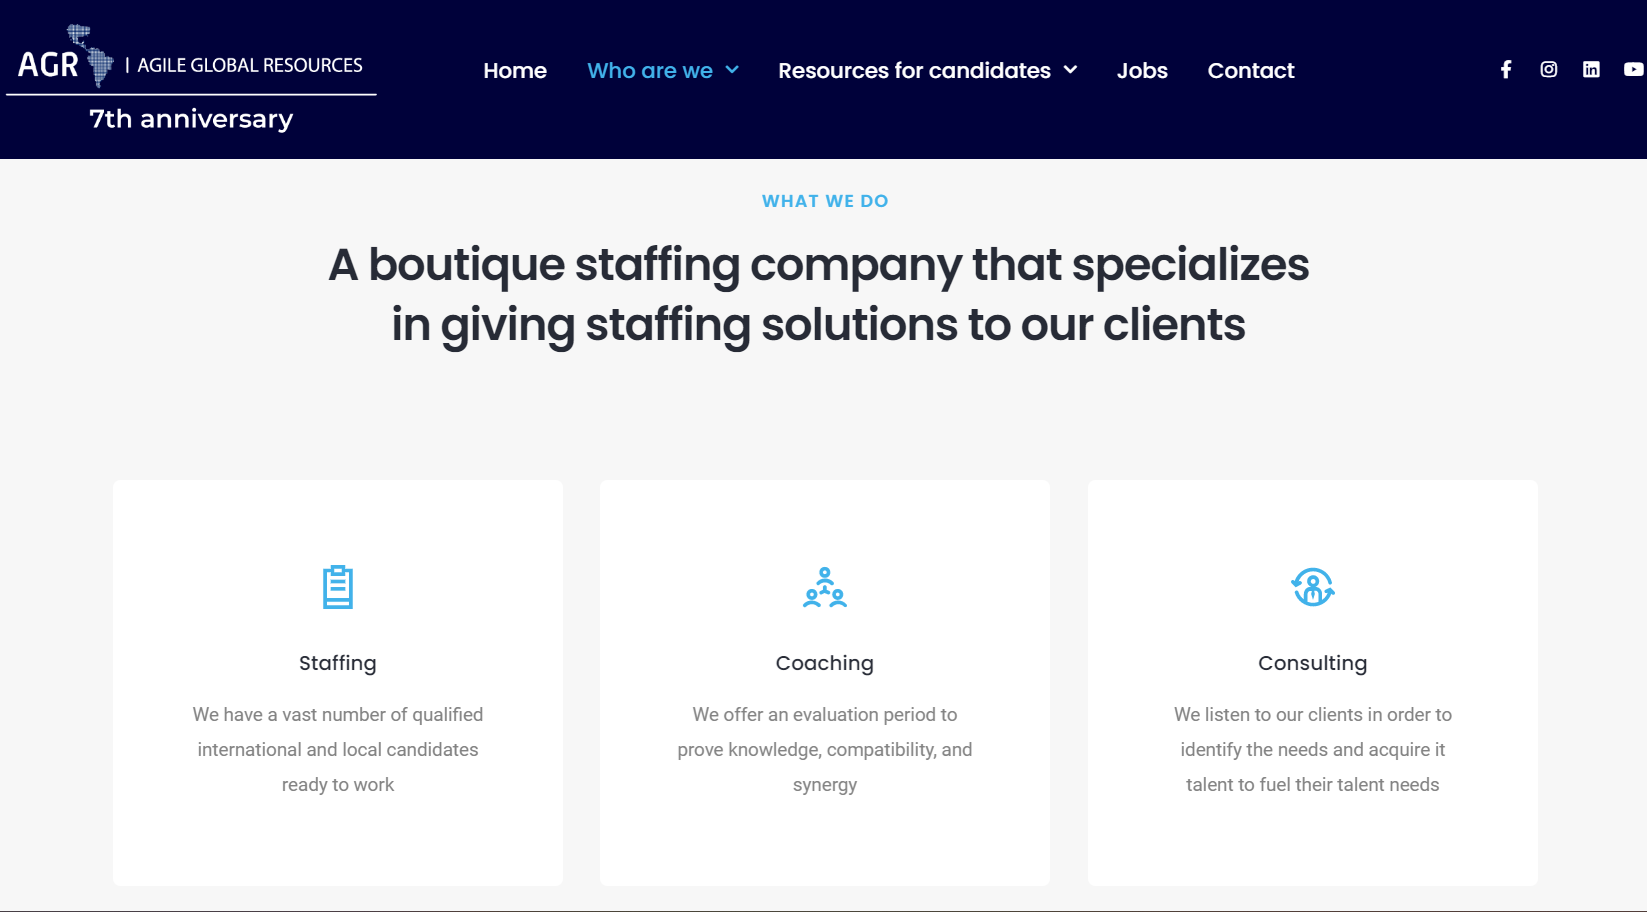 AGR | AGILE GLOBAL RESOURCES
7th anniversary
Home Who are we Resources for candidates Jobs Contact
WHAT WE DO
A boutique staffing company that specializes
in giving staffing solutions to our clients
Staffing
We have a vast number of qualified
international and local candidates
ready to work
Coaching
We offer an evaluation period to
prove knowledge, compatibility, and
synergy
Consulting
We listen to our clients in order to
identify the needs and acquire it
talent to fuel their talent needs